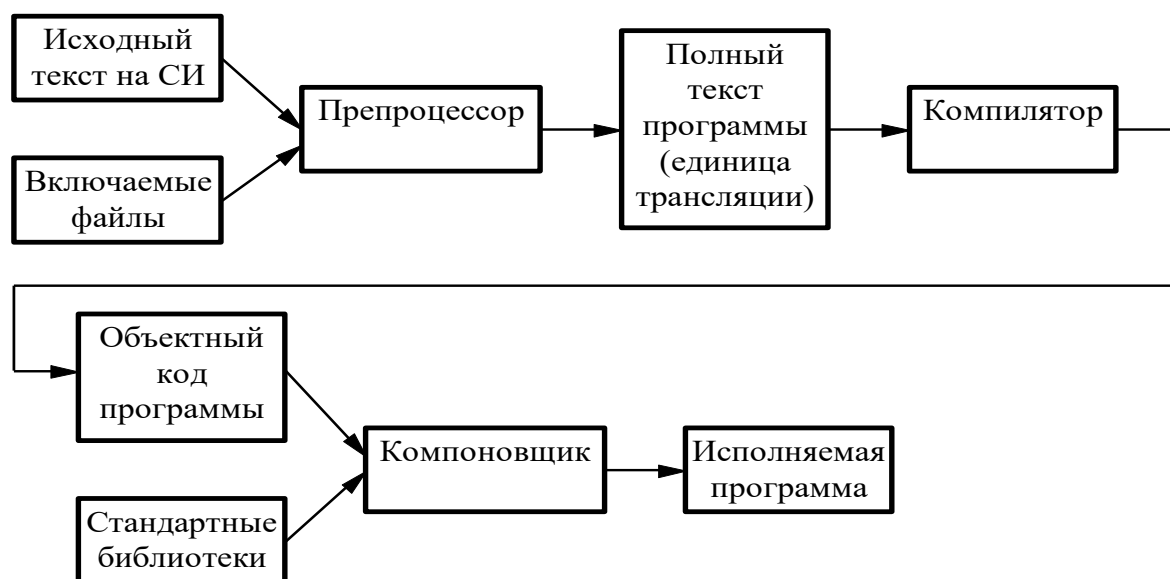 Исходный
текст на СИ
Включаемые
файлы
Препроцессор
Полный
текст
программы
(единица
трансляции)
Компилятор
Объектный
код
программы
Стандартные
библиотеки
Компоновщик
Исполняемая
программа